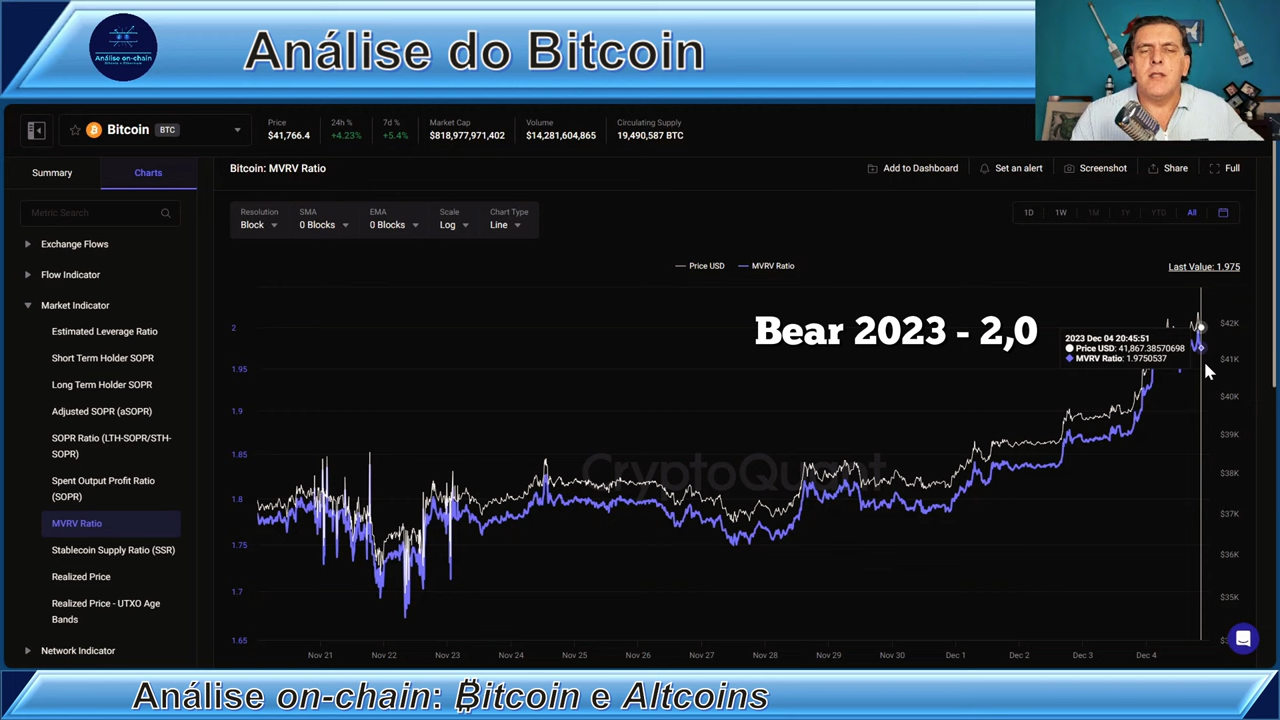 Análise do Bitcoin
Análise on-chain
Bitcoin e Ethereum
Bitcoin BTC
Price
$41,766.4
24h %
+4.23%
7d %
+5.4%
Market Cap
$818,977,971,402
Volume
$14,281,604,865
Circulating Supply
19,490,587 BTC
Summary
Charts
Bitcoin: MVRV Ratio
Add to Dashboard
Set an alert
Screenshot
Share
Full
Metric Search
Resolution
Block
SMA
0 Blocks
EMA
0 Blocks
Scale
Log
Chart Type
Line
1D
1W
1M
1Y
YTD
All
Exchange Flows
Flow Indicator
Market Indicator
Estimated Leverage Ratio
Short Term Holder SOPR
Long Term Holder SOPR
Adjusted SOPR (aSOPR)
SOPR Ratio (LTH-SOPR/STH-
SOPR)
Spent Output Profit Ratio
(SOPR)
MVRV Ratio
Stablecoin Supply Ratio (SSR)
Realized Price
Realized Price - UTXO Age
Bands
Network Indicator
Price USD
MVRV Ratio
Last Value: 1.975
Bear 2023 - 2,0
2023 Dec 04 20:45:51
Price USD: 41,867.38570698
MVRV Ratio: 1.9750537
CryptoQuant
2
1.95
1.9
1.85
1.8
1.75
1.7
1.65
$42K
$41K
$40K
$39K
$38K
$37K
$36K
$35K
Nov 21
Nov 22
Nov 23
Nov 24
Nov 25
Nov 26
Nov 27
Nov 28
Nov 29
Nov 30
Dec 1
Dec 2
Dec 3
Dec 4
Análise on-chain: ₿itcoin e Altcoins